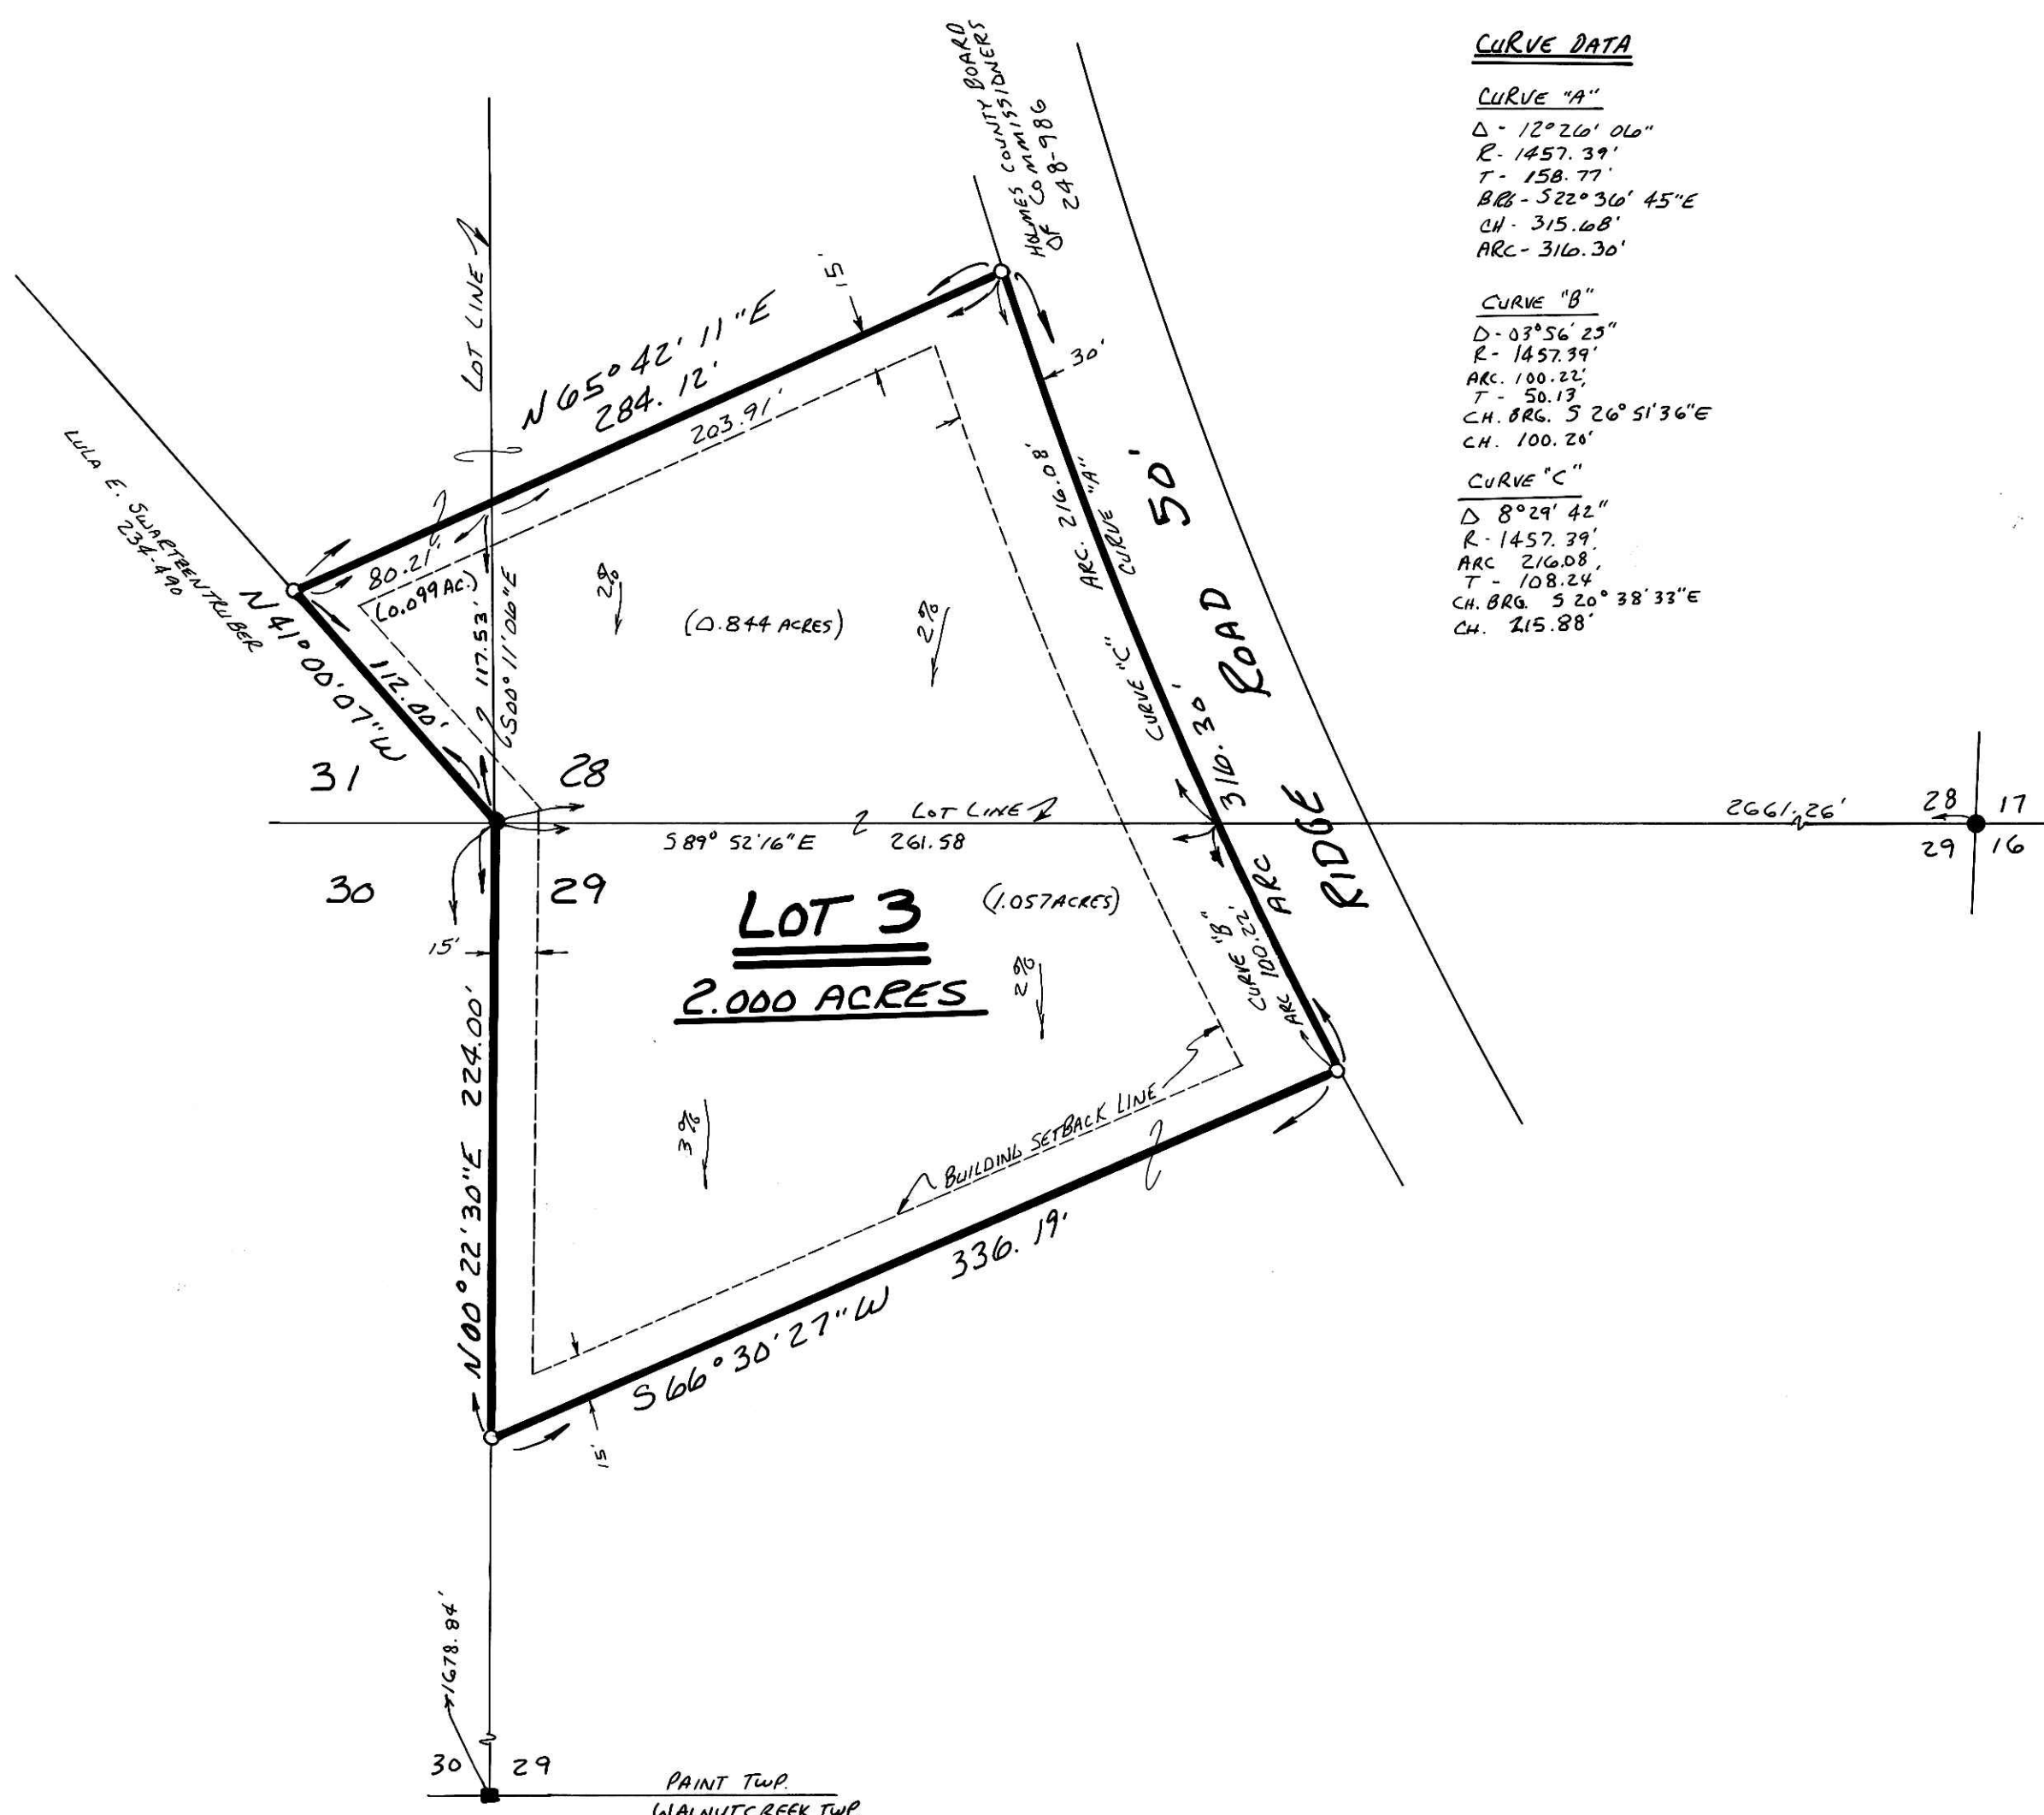 CURVE DATA
CURVE "A"
Δ - 12° 26' 06"
R - 1457.39'
T - 158.77'
BRG - S22° 36' 45"E
CH - 315.68'
ARC - 316.30'
CURVE "B"
D - 03° 56' 25"
R - 1457.39'
ARC. 100.22'
T - 50.13'
CH. BRG. S 26° 51' 36"E
CH. 100.20'
CURVE "C"
Δ 8° 29' 42"
R - 1457.39'
ARC 216.08'
T - 108.24'
CH. BRG. S 20° 38' 33"E
CH. 215.88'
HOLMES COUNTY BOARD
OF COMMISSIONERS
248-986
LOT LINE
15'
N 65° 42' 11"E
284.12'
203.91'
30'
LULA E. SWARTZENTRUBER
234-490
80.21'
(0.099 AC.)
N 41° 00' 07" W
112.00'
117.53'
S00° 11' 06"E
2%
(0.844 ACRES)
2%
ARC. 216.08'
CURVE "A"
CURVE "C"
50'
ROAD
RIDGE
316.30'
ARC
31
28
LOT LINE
S 89° 52' 16" E
261.58
2661.26'
28
17
29
16
30
29
LOT 3
2.000 ACRES
(1.057 ACRES)
15'
2%
CURVE "B"
ARC 100.22'
N00° 22' 30"E 224.00'
3%
BUILDING SETBACK LINE
336.19'
S 66° 30' 27" W
15'
1678.84'
30
29
PAINT TWP.
WALNUTCREEK TWP